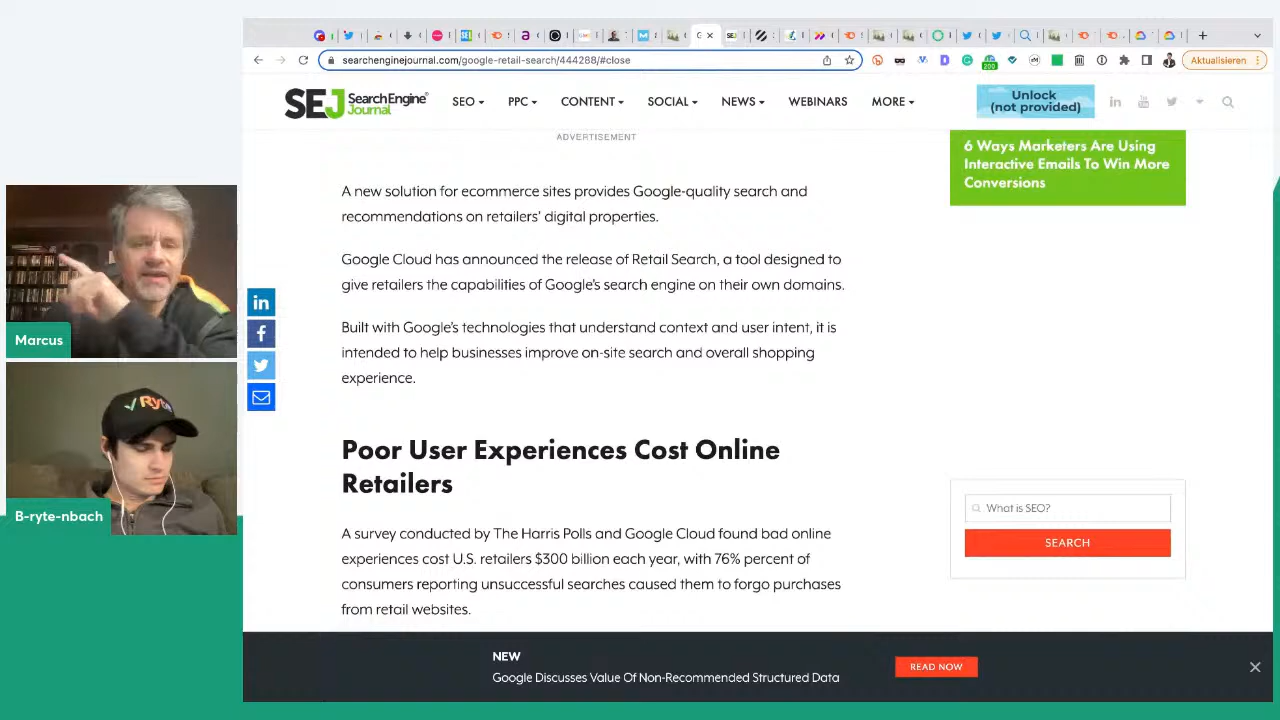 Aktualisieren
searchenginejournal.com/google-retail-search/444288/#close
200
SEJ Search Engine Journal
SEO
PPC
CONTENT
SOCIAL
NEWS
WEBINARS
MORE
Unlock
(not provided)
ADVERTISEMENT
6 Ways Marketers Are Using
Interactive Emails To Win More
Conversions
A new solution for ecommerce sites provides Google-quality search and
recommendations on retailers’ digital properties.
Google Cloud has announced the release of Retail Search, a tool designed to
give retailers the capabilities of Google’s search engine on their own domains.
Built with Google’s technologies that understand context and user intent, it is
intended to help businesses improve on-site search and overall shopping
experience.
Marcus
Ryte
B-ryte-nbach
Poor User Experiences Cost Online
Retailers
A survey conducted by The Harris Polls and Google Cloud found bad online
experiences cost U.S. retailers $300 billion each year, with 76% percent of
consumers reporting unsuccessful searches caused them to forgo purchases
from retail websites.
What is SEO?
SEARCH
NEW
Google Discusses Value Of Non-Recommended Structured Data
READ NOW